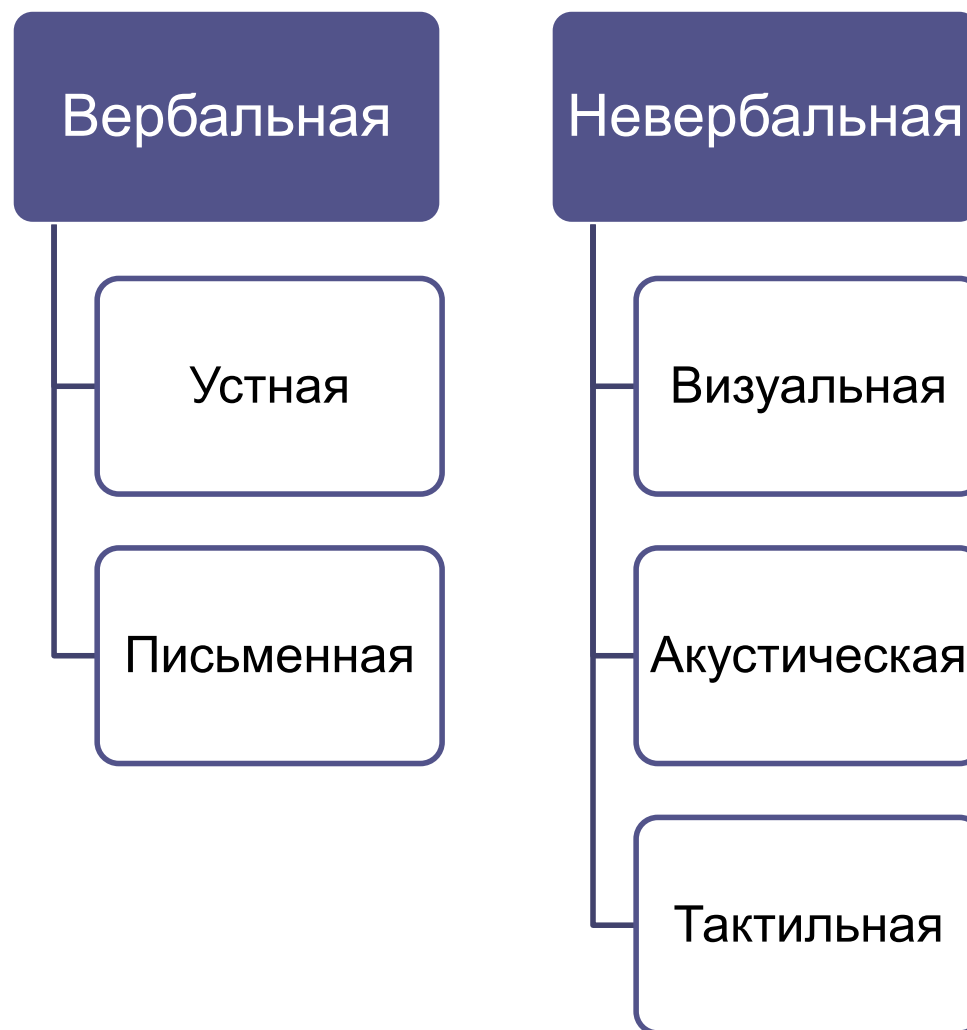 Вербальная
Устная
Письменная
Невербальная
Визуальная
Акустическая
Тактильная